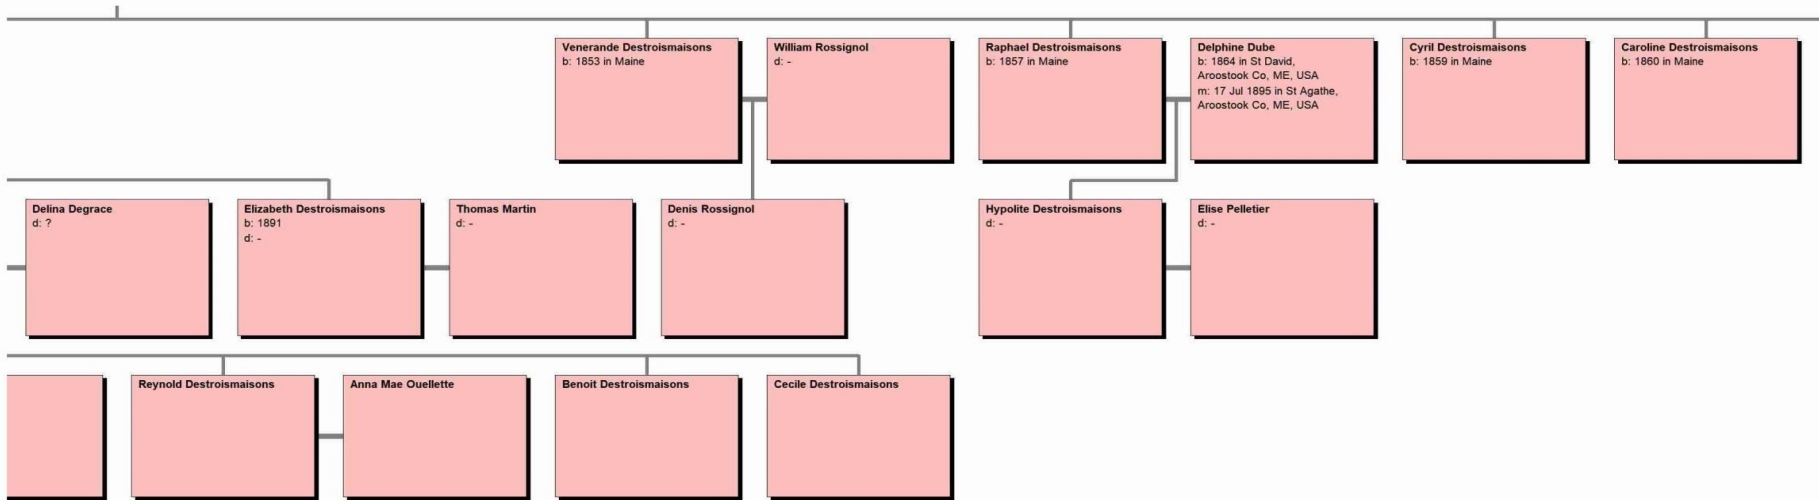 Venerande Destroismaisons
b: 1853 in Maine
William Rossignol
d: -
Raphael Destroismaisons
b: 1857 in Maine
Delphine Dube
b: 1864 in St David,
Aroostook Co, ME, USA
m: 17 Jul 1895 in St Agathe,
Aroostook Co, ME, USA
Cyril Destroismaisons
b: 1859 in Maine
Caroline Destroismaisons
b: 1860 in Maine
Delina Degrace
d: ?
Elizabeth Destroismaisons
b: 1891
d: -
Thomas Martin
d: -
Denis Rossignol
d: -
Hypolite Destroismaisons
d: -
Elise Pelletier
d: -
Reynold Destroismaisons
Anna Mae Ouellette
Benoit Destroismaisons
Cecile Destroismaisons